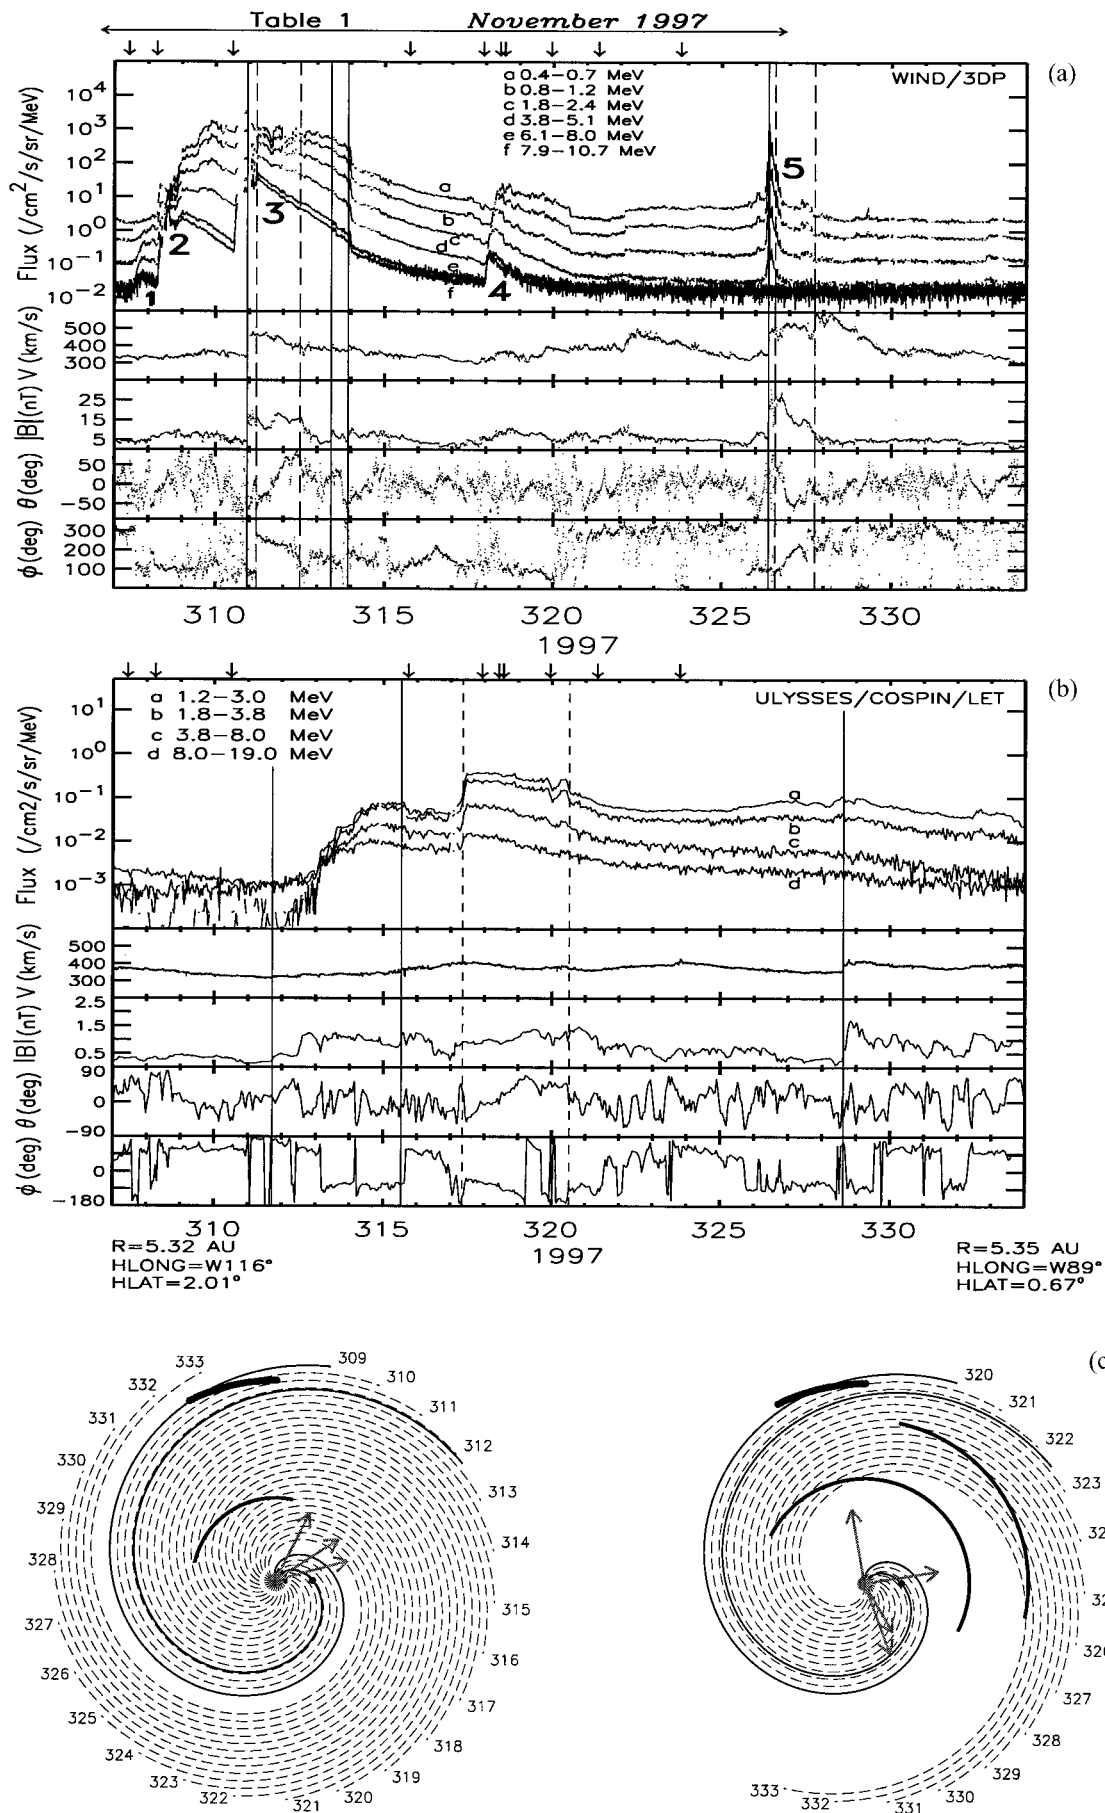 Table 1 November 1997
(a)
a 0.4–0.7 MeV
b 0.8–1.2 MeV
c 1.8–2.4 MeV
d 3.8–5.1 MeV
e 6.1–8.0 MeV
f 7.9–10.7 MeV
WIND/3DP
Flux (/cm²/s/sr/MeV)
10⁴
10³
10²
10¹
10⁰
10⁻¹
10⁻²
1
2
3
4
5
a
b
c
d
e
f
V (km/s)
500
400
300
|B|(nT)
25
15
5
θ(deg)
50
0
−50
ϕ(deg)
300
200
100
310 315 320 325 330
1997
(b)
a 1.2–3.0 MeV
b 1.8–3.8 MeV
c 3.8–8.0 MeV
d 8.0–19.0 MeV
ULYSSES/COSPIN/LET
Flux (/cm2/s/sr/MeV)
10¹
10⁰
10⁻¹
10⁻²
10⁻³
a
b
c
d
V (km/s)
500
400
300
|B|(nT)
2.5
1.5
0.5
θ(deg)
90
0
−90
ϕ(deg)
0
−180
310 315 320 325 330
1997
R=5.32 AU
HLONG=W116°
HLAT=2.01°
R=5.35 AU
HLONG=W89°
HLAT=0.67°
(c
309
310
311
312
313
314
315
316
317
318
319
320
321
322
323
324
325
326
327
328
329
330
331
332
333
320
321
322
323
327
328
329
330
331
332
333